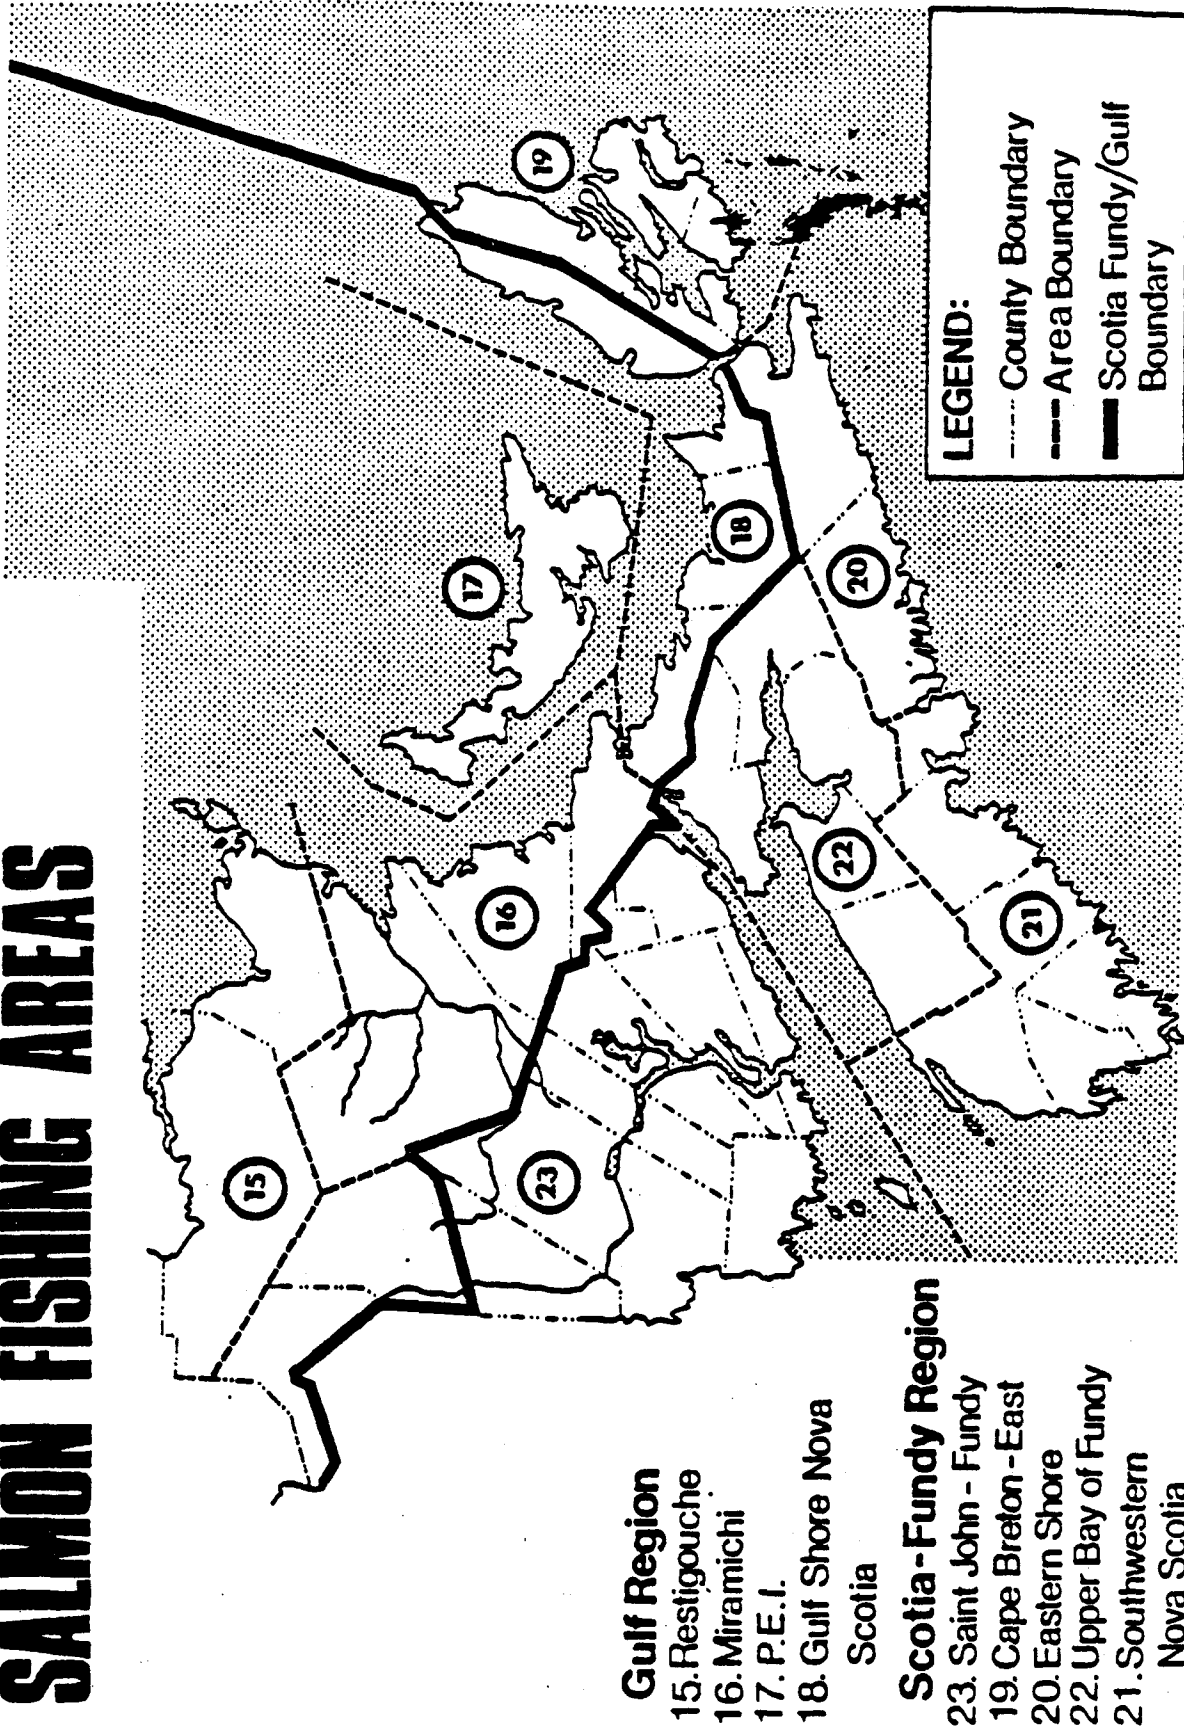 SALMON FISHING AREAS
15
16
17
18
19
20
21
22
23
Gulf Region
15. Restigouche
16. Miramichi
17. P.E.I.
18. Gulf Shore Nova
Scotia
Scotia-Fundy Region
23. Saint John - Fundy
19. Cape Breton - East
20. Eastern Shore
22. Upper Bay of Fundy
21. Southwestern
Nova Scotia
LEGEND:
County Boundary
Area Boundary
Scotia Fundy/Gulf
Boundary